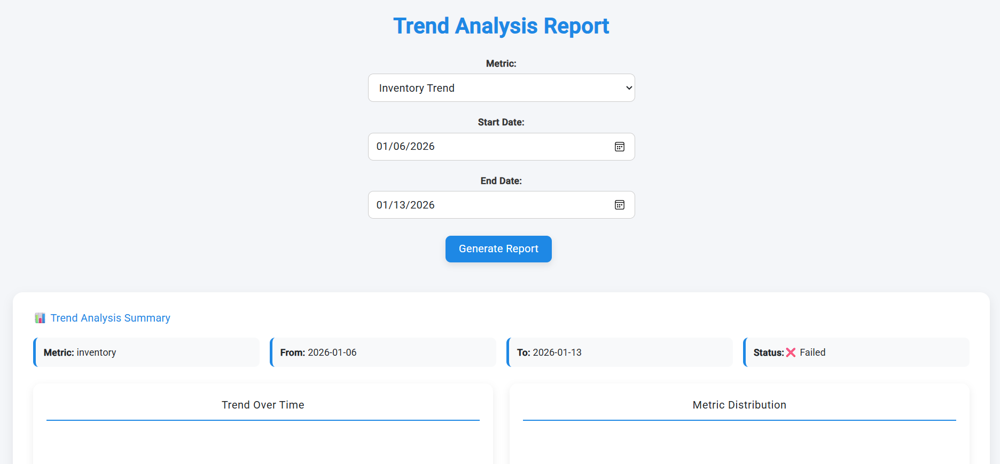 Trend Analysis Report
Metric:
Inventory Trend
Start Date:
01/06/2026
End Date:
01/13/2026
Generate Report
Trend Analysis Summary
Metric: inventory
From: 2026-01-06
To: 2026-01-13
Status: Failed
Trend Over Time
Metric Distribution